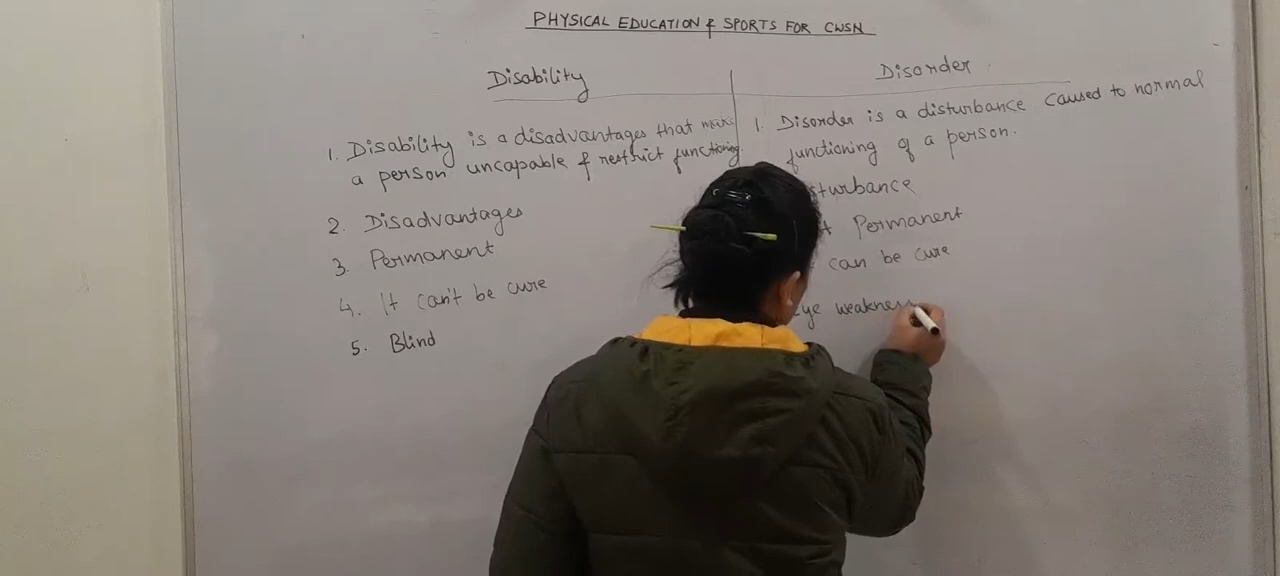 PHYSICAL EDUCATION & SPORTS FOR CWSN
Disability
1. Disability is a disadvantages that make
a person uncapable & restrict functioning.
2. Disadvantages
3. Permanent
4. It can't be cure
5. Blind
Disorder
1. Disorder is a disturbance caused to normal
functioning of a person.
sturbance
Permanent
can be cure
Eye weakness